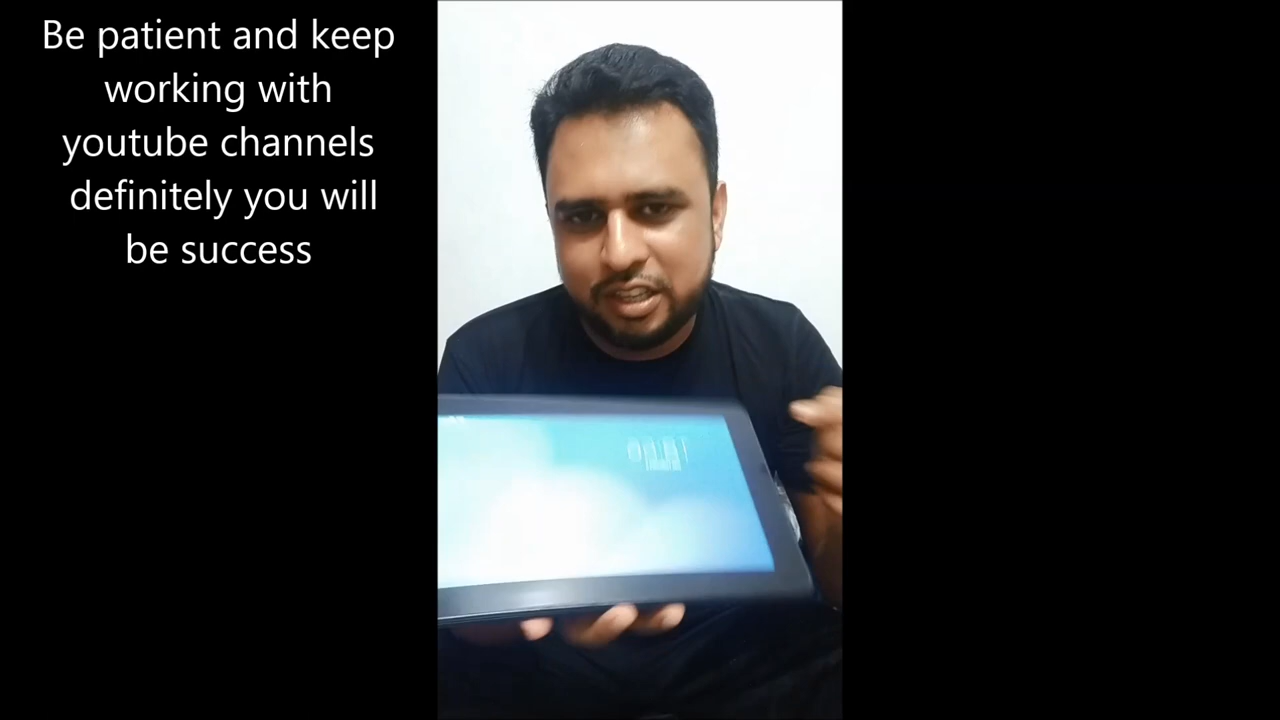 Be patient and keep
working with
youtube channels
definitely you will
be success